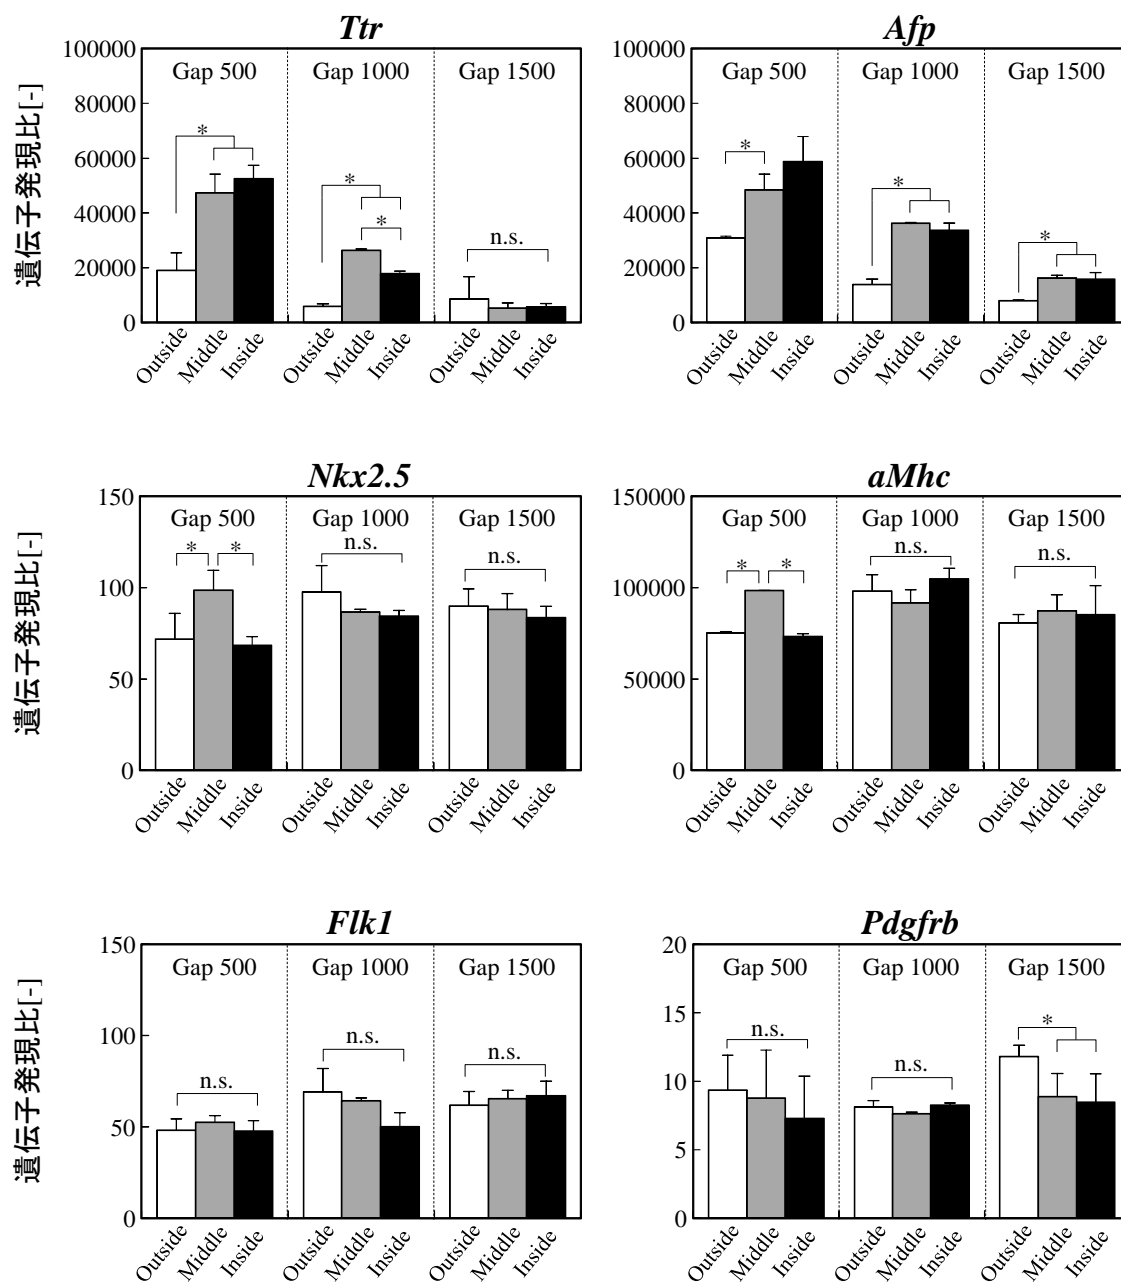 Ttr
遺伝子発現比[-]
100000
80000
60000
40000
20000
0
Gap 500
Gap 1000
Gap 1500
*
*
*
n.s.
Outside
Middle
Inside
Outside
Middle
Inside
Outside
Middle
Inside
Afp
100000
80000
60000
40000
20000
0
Gap 500
Gap 1000
Gap 1500
*
*
*
Outside
Middle
Inside
Outside
Middle
Inside
Outside
Middle
Inside
Nkx2.5
遺伝子発現比[-]
150
100
50
0
Gap 500
Gap 1000
Gap 1500
*
*
n.s.
n.s.
Outside
Middle
Inside
Outside
Middle
Inside
Outside
Middle
Inside
aMhc
150000
100000
50000
0
Gap 500
Gap 1000
Gap 1500
*
*
n.s.
n.s.
Outside
Middle
Inside
Outside
Middle
Inside
Outside
Middle
Inside
Flk1
遺伝子発現比[-]
150
100
50
0
Gap 500
Gap 1000
Gap 1500
n.s.
n.s.
n.s.
Outside
Middle
Inside
Outside
Middle
Inside
Outside
Middle
Inside
Pdgfrb
20
15
10
5
0
Gap 500
Gap 1000
Gap 1500
n.s.
n.s.
*
Outside
Middle
Inside
Outside
Middle
Inside
Outside
Middle
Inside